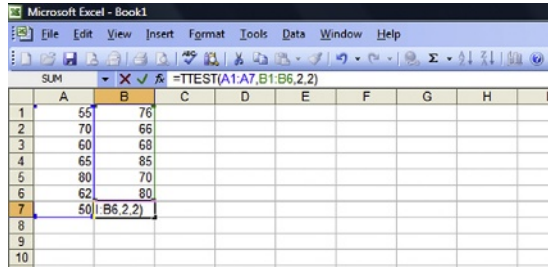 Microsoft Excel - Book1
File Edit View Insert Format Tools Data Window Help
SUM =TTEST(A1:A7,B1:B6,2,2)
A B C D E F G H
1 55 76
2 70 66
3 60 68
4 65 85
5 80 70
6 62 80
7 50 1:B6,2,2)
8
9
10